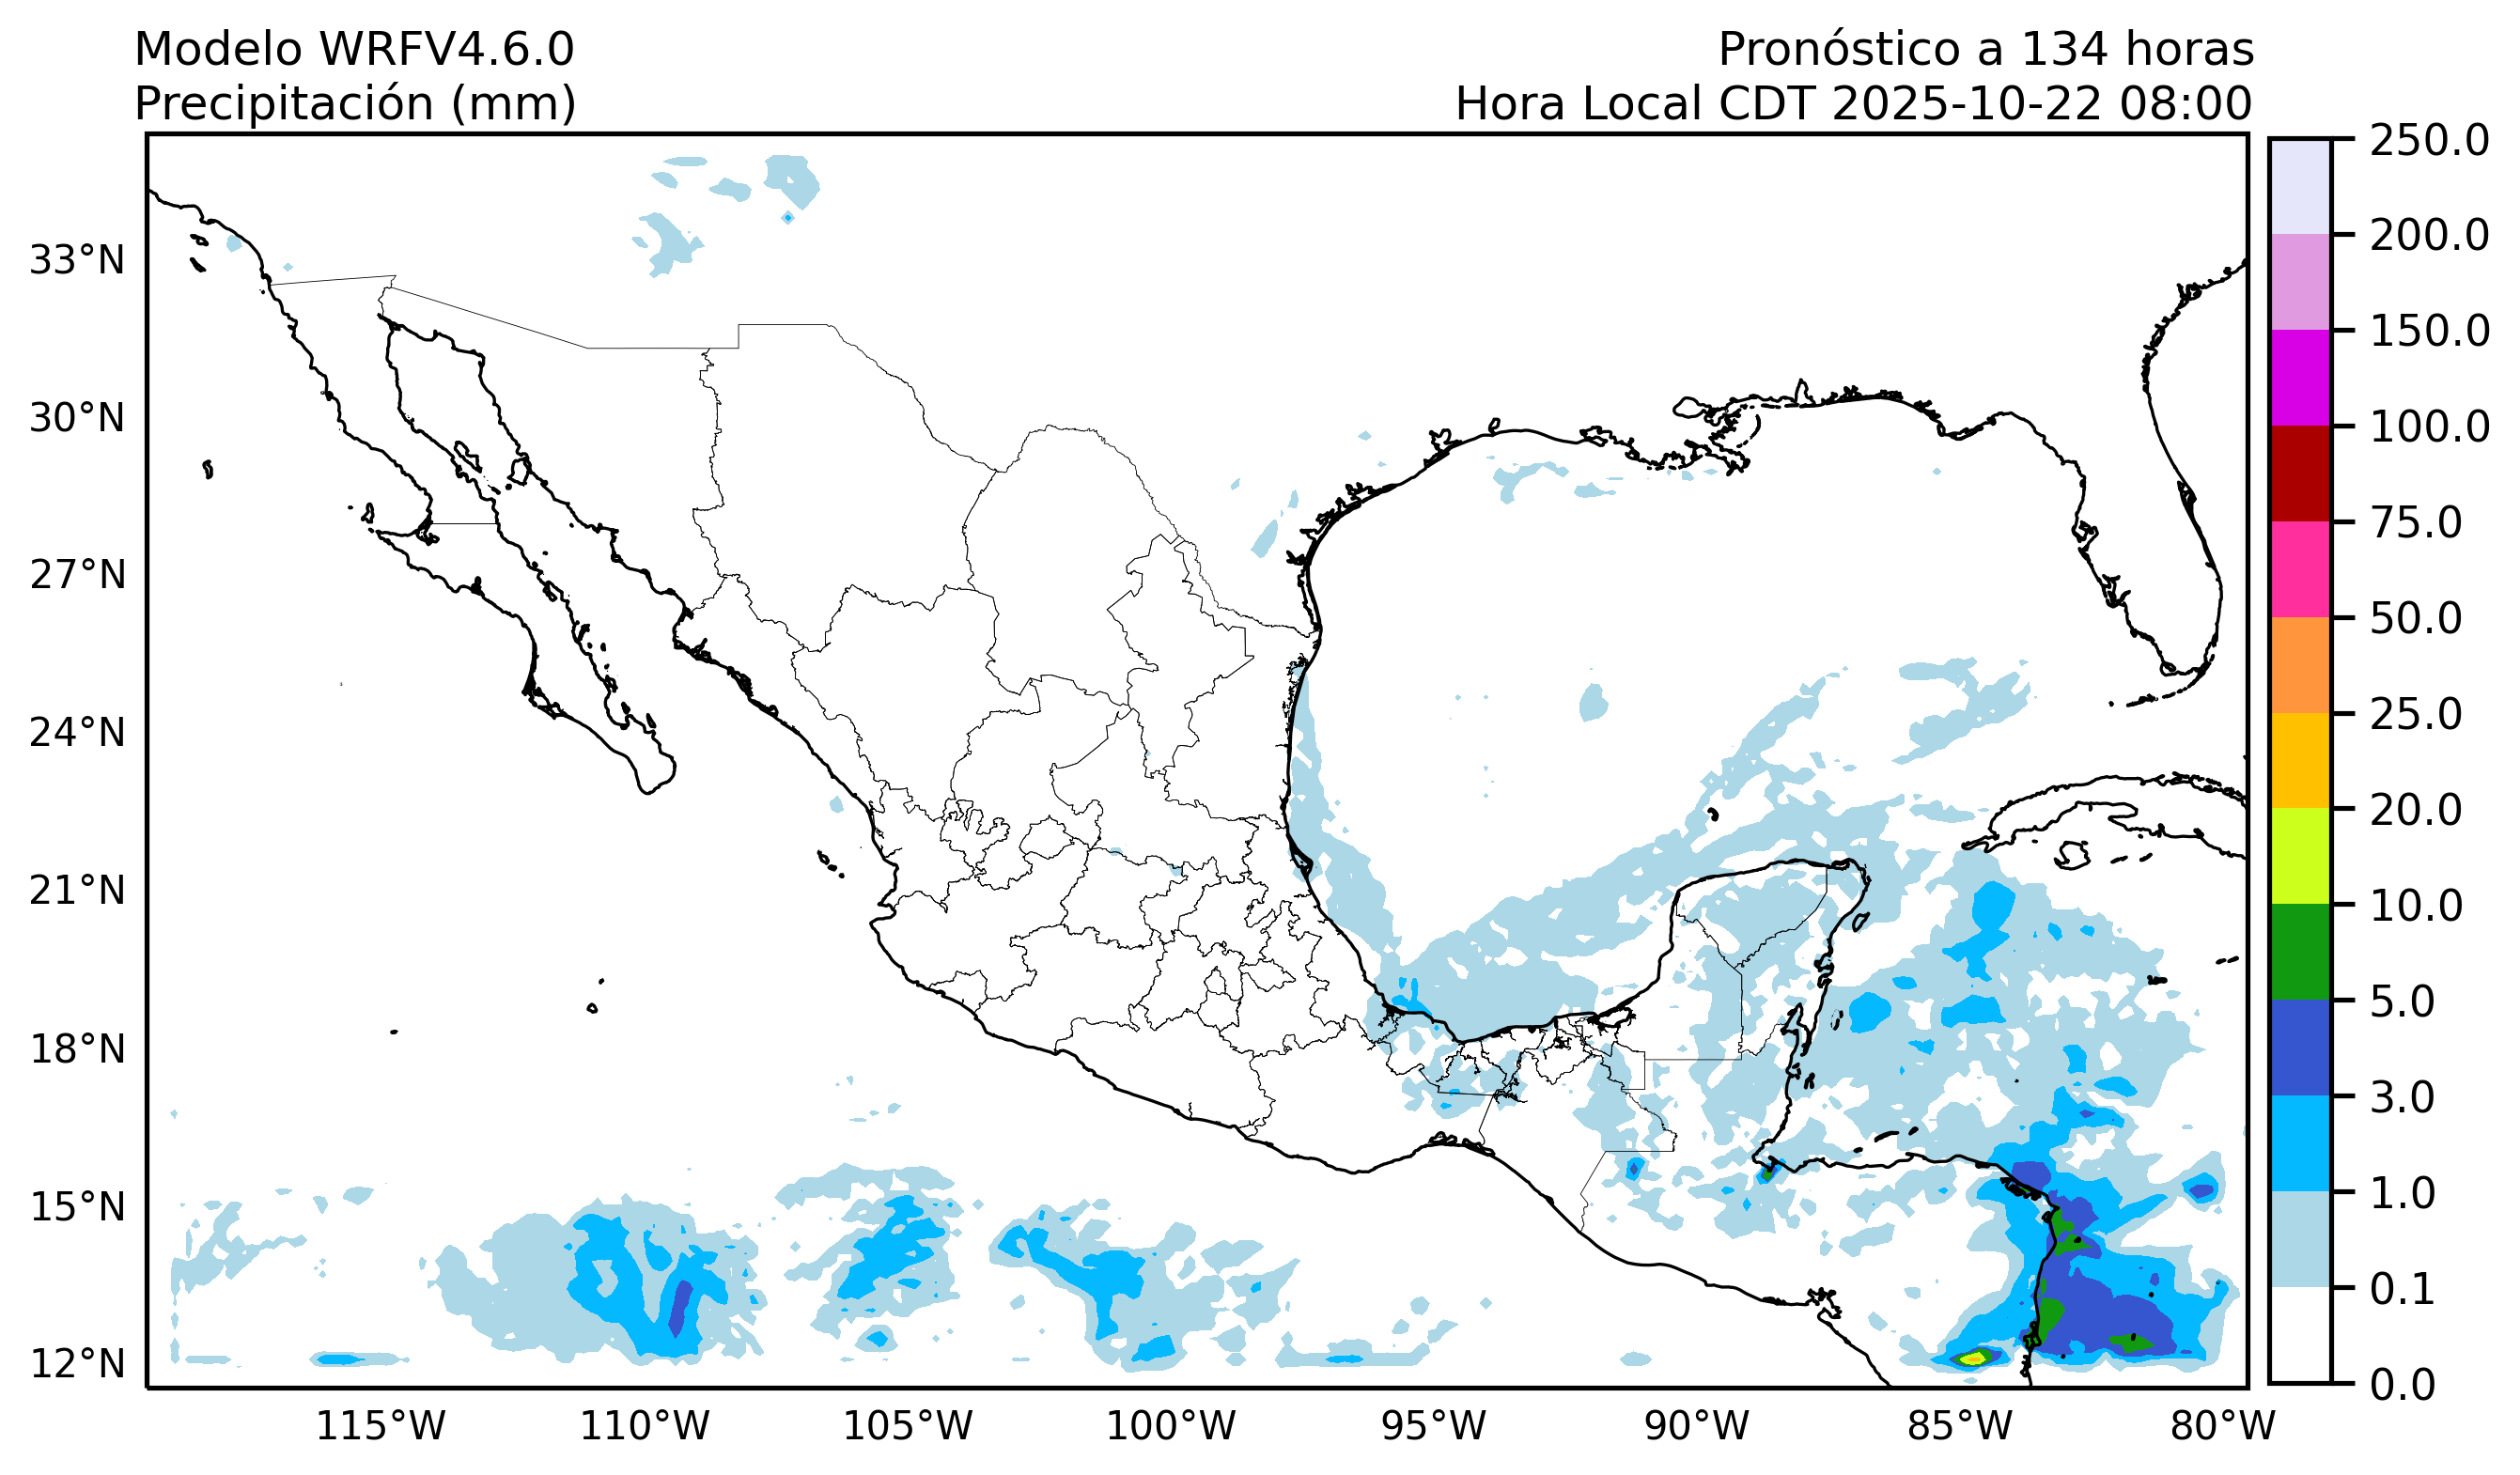 Modelo WRFV4.6.0
Precipitación (mm)
Pronóstico a 134 horas
Hora Local CDT 2025-10-22 08:00
33°N
30°N
27°N
24°N
21°N
18°N
15°N
12°N
115°W
110°W
105°W
100°W
95°W
90°W
85°W
80°W
250.0
200.0
150.0
100.0
75.0
50.0
25.0
20.0
10.0
5.0
3.0
1.0
0.1
0.0